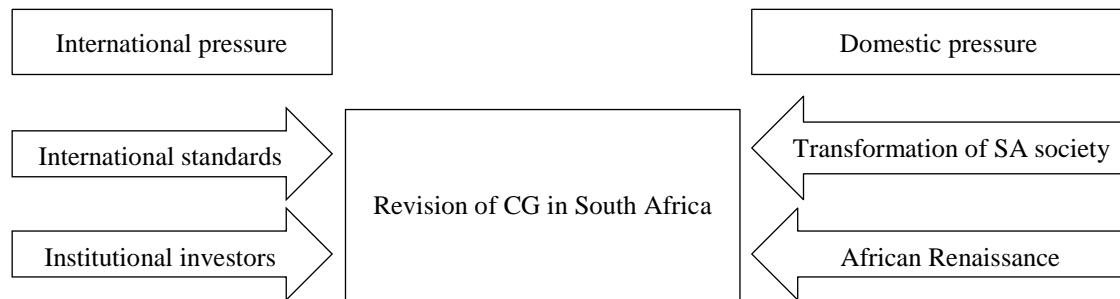 International pressure
Domestic pressure
International standards
Transformation of SA society
Revision of CG in South Africa
Institutional investors
African Renaissance